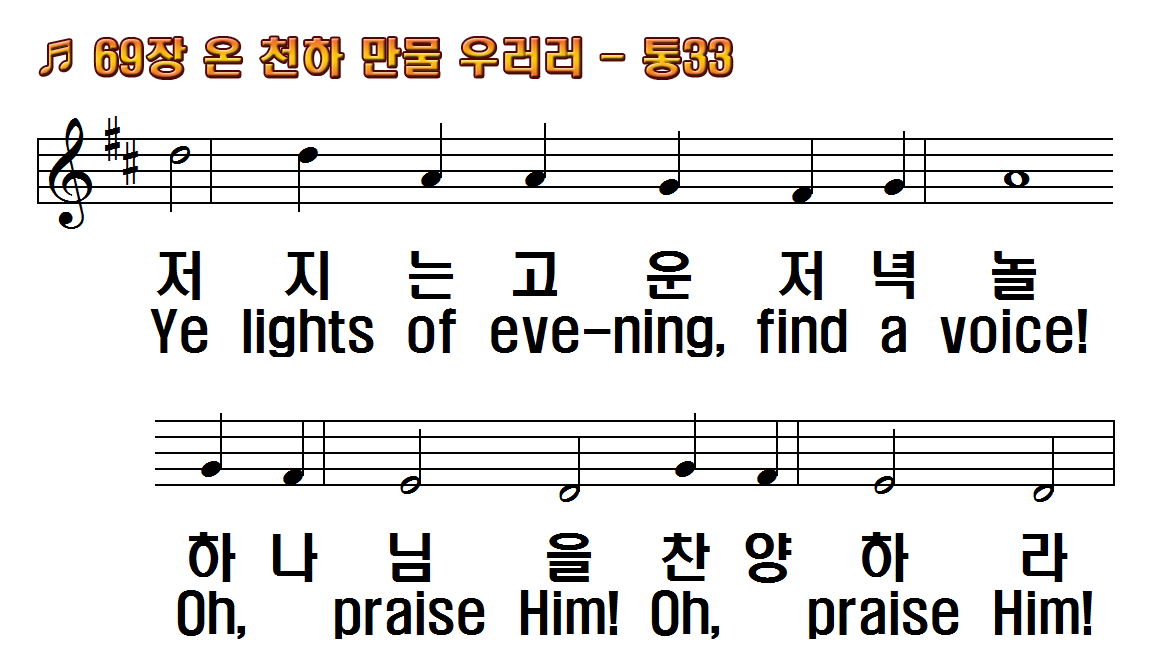 ♬ 69장 온 천하 만물 우러러 - 통33
저 지 는 고 운 저 녁 놀
Ye lights of eve-ning, find a voice!
하 나 님 을 찬 양 하 라
Oh, praise Him! Oh, praise Him!